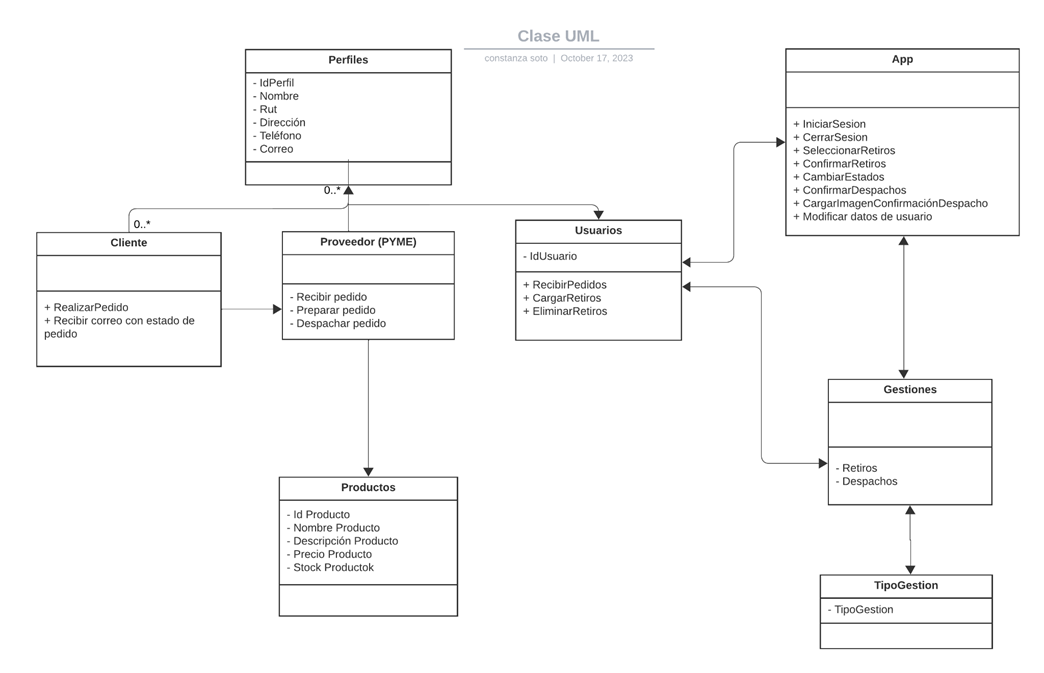 Clase UML
constanza soto | October 17, 2023
Perfiles
- IdPerfil
- Nombre
- Rut
- Dirección
- Teléfono
- Correo
0..*
0..*
Cliente
+ RealizarPedido
+ Recibir correo con estado de
pedido
Proveedor (PYME)
- Recibir pedido
- Preparar pedido
- Despachar pedido
Usuarios
- IdUsuario
+ RecibirPedidos
+ CargarRetiros
+ EliminarRetiros
App
+ IniciarSesion
+ CerrarSesion
+ SeleccionarRetiros
+ ConfirmarRetiros
+ CambiarEstados
+ ConfirmarDespachos
+ CargarImagenConfirmaciónDespacho
+ Modificar datos de usuario
Gestiones
- Retiros
- Despachos
Productos
- Id Producto
- Nombre Producto
- Descripción Producto
- Precio Producto
- Stock Productok
TipoGestion
- TipoGestion